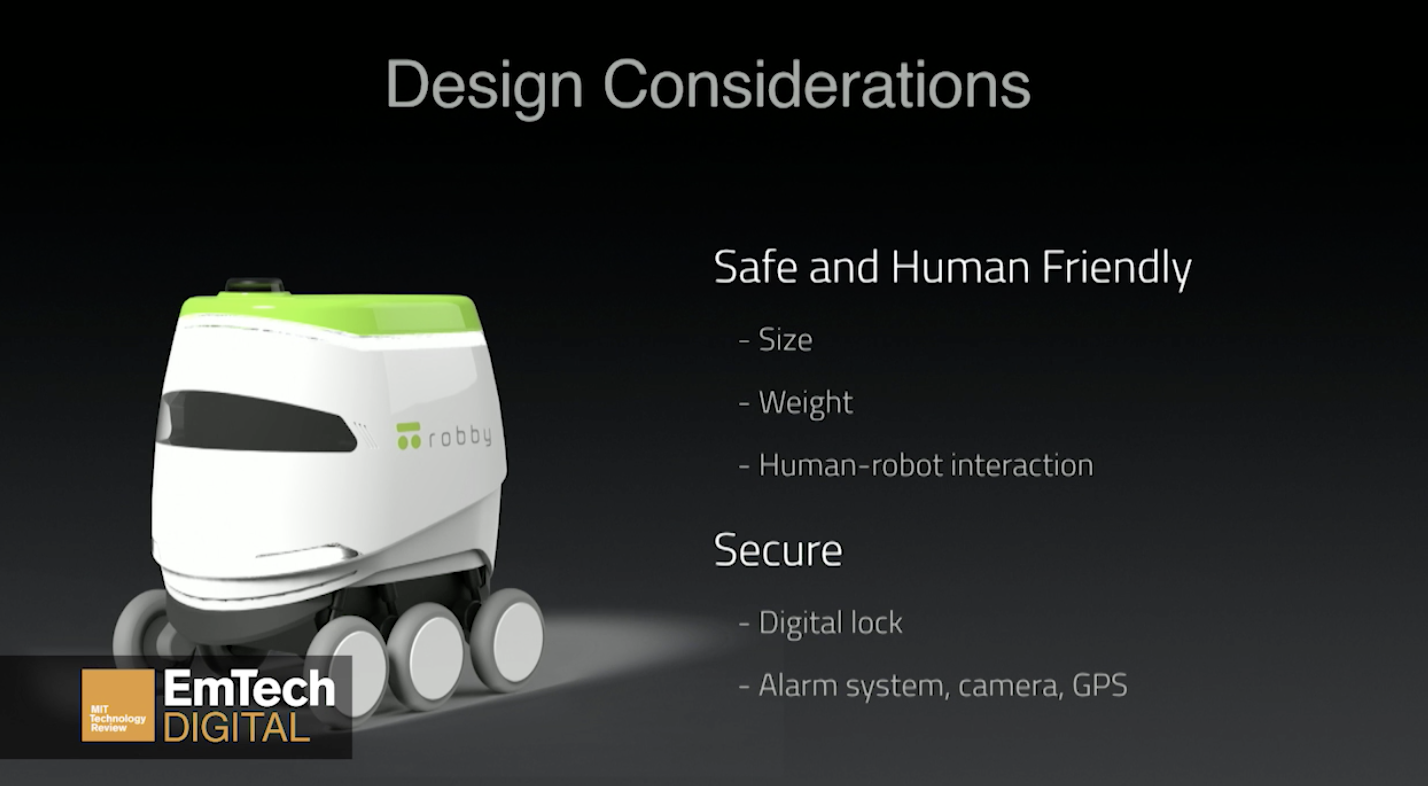 Design Considerations
robby
Safe and Human Friendly
- Size
- Weight
- Human-robot interaction
Secure
- Digital lock
- Alarm system, camera, GPS
MIT
Technology
Review
EmTech
DIGITAL